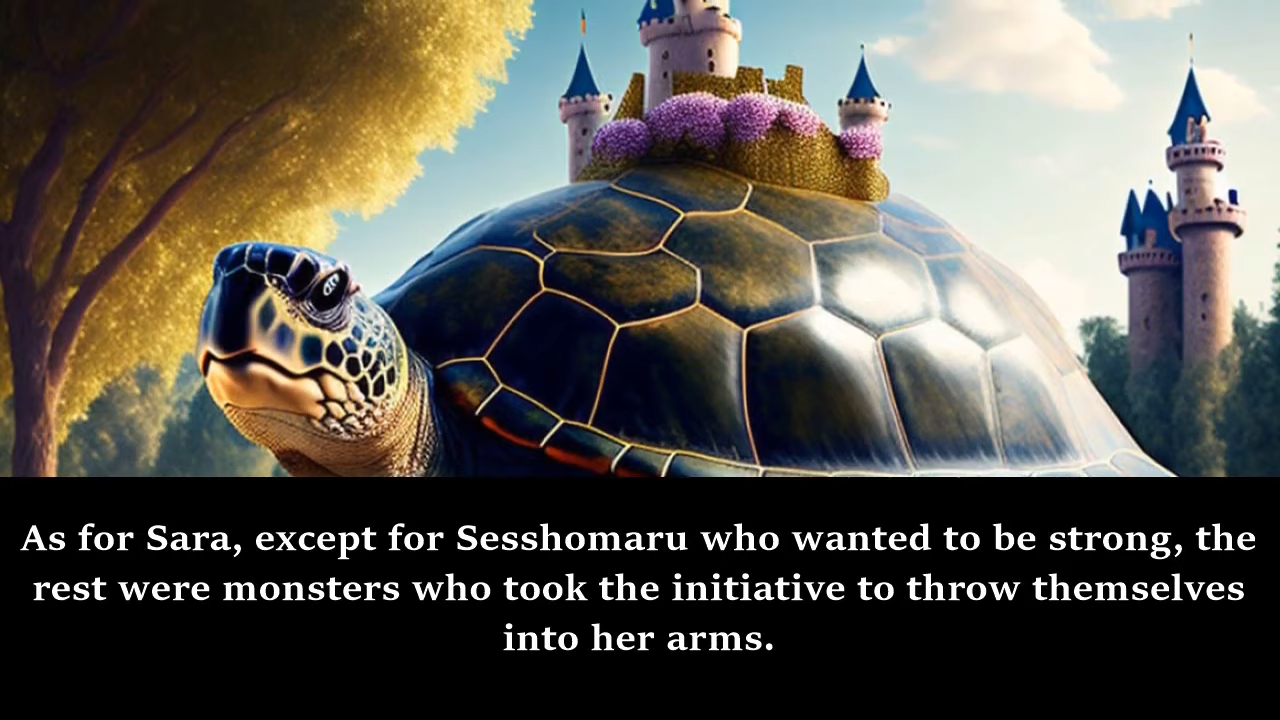 As for Sara, except for Sesshomaru who wanted to be strong, the
rest were monsters who took the initiative to throw themselves
into her arms.